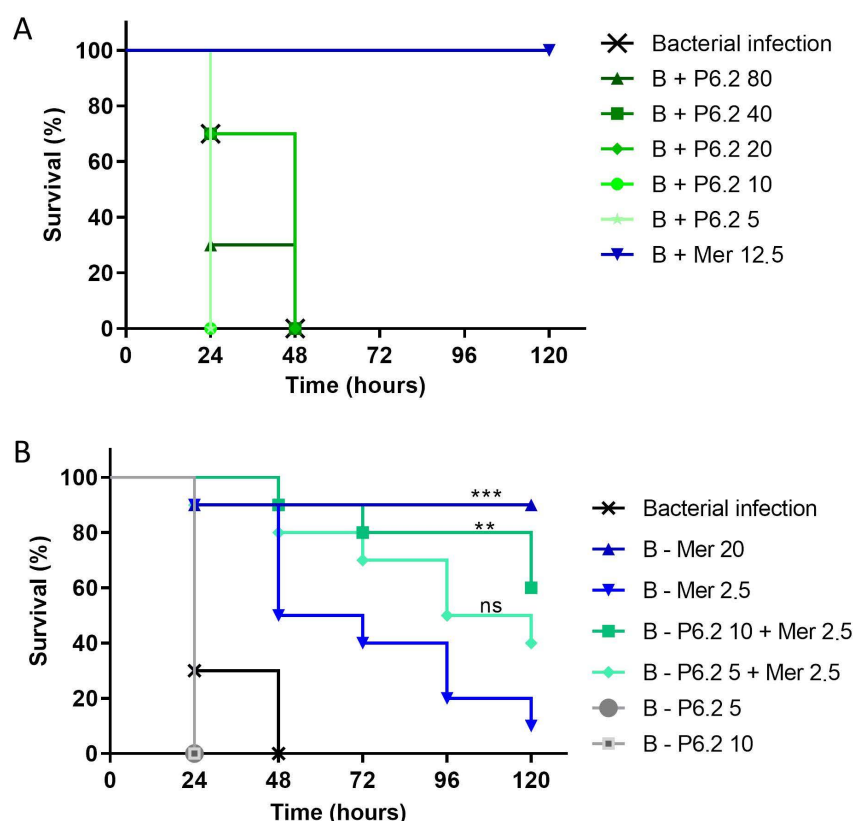 A
Survival (%)
100
80
60
40
20
0
0 24 48 72 96 120
Time (hours)
Bacterial infection
B + P6.2 80
B + P6.2 40
B + P6.2 20
B + P6.2 10
B + P6.2 5
B + Mer 12.5
B
Survival (%)
100
80
60
40
20
0
0 24 48 72 96 120
Time (hours)
***
**
ns
Bacterial infection
B - Mer 20
B - Mer 2.5
B - P6.2 10 + Mer 2.5
B - P6.2 5 + Mer 2.5
B - P6.2 5
B - P6.2 10